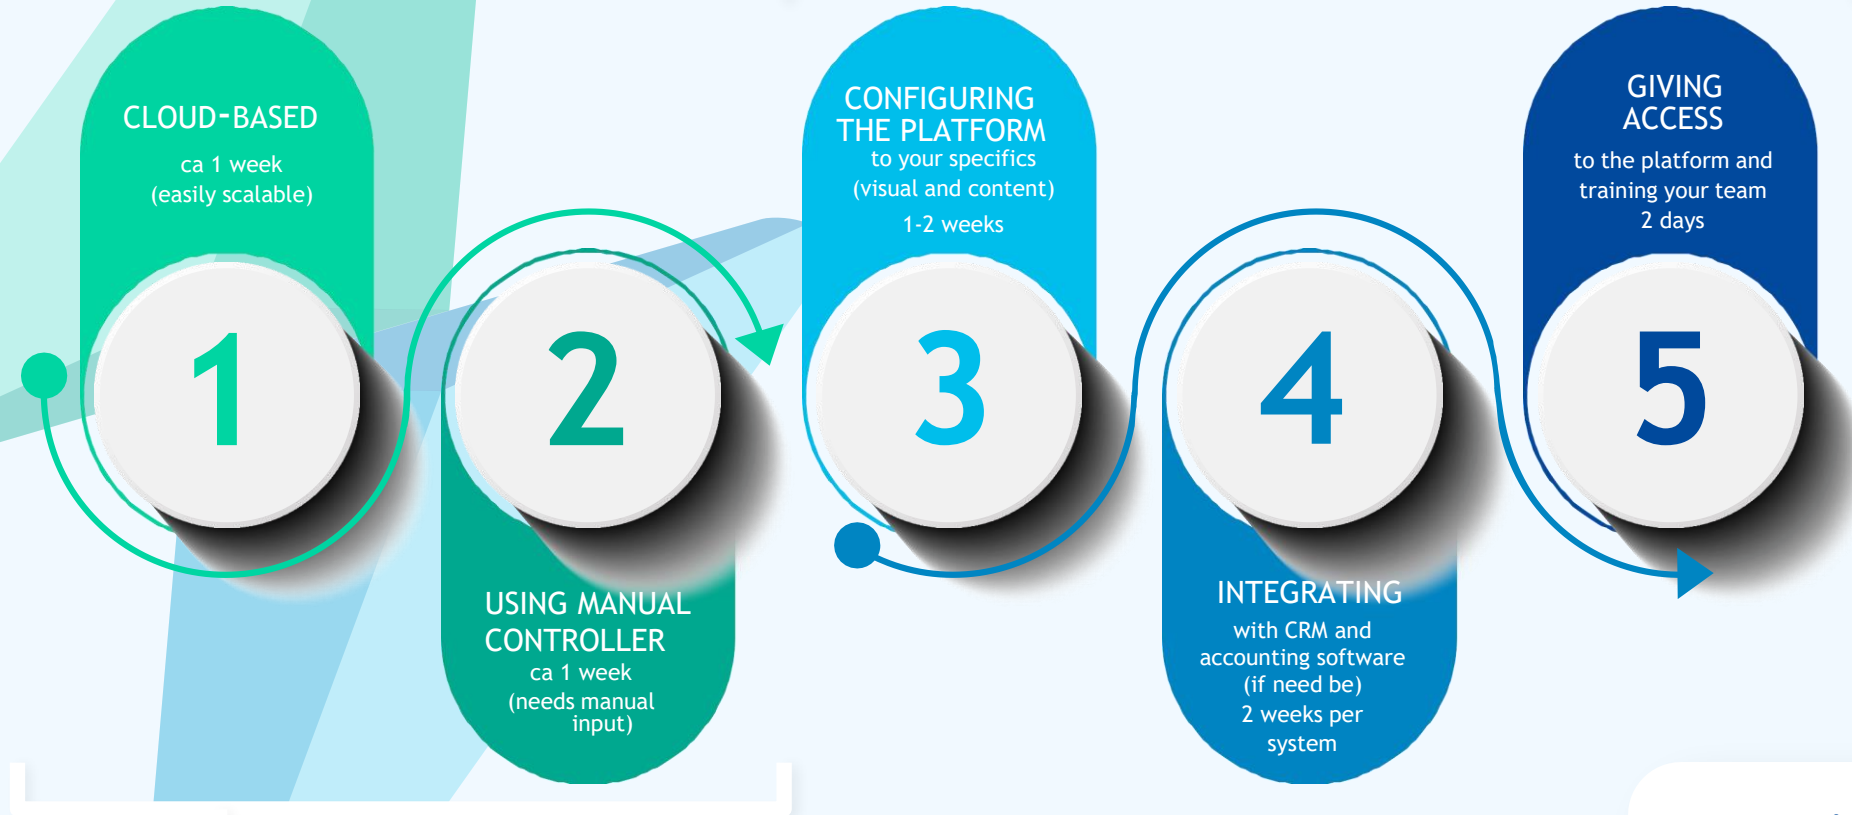 CLOUD-BASED
ca 1 week
(easily scalable)
1
2
USING MANUAL
CONTROLLER
ca 1 week
(needs manual
input)
CONFIGURING
THE PLATFORM
to your specifics
(visual and content)
1-2 weeks
3
4
INTEGRATING
with CRM and
accounting software
(if need be)
2 weeks per
system
GIVING
ACCESS
to the platform and
training your team
2 days
5